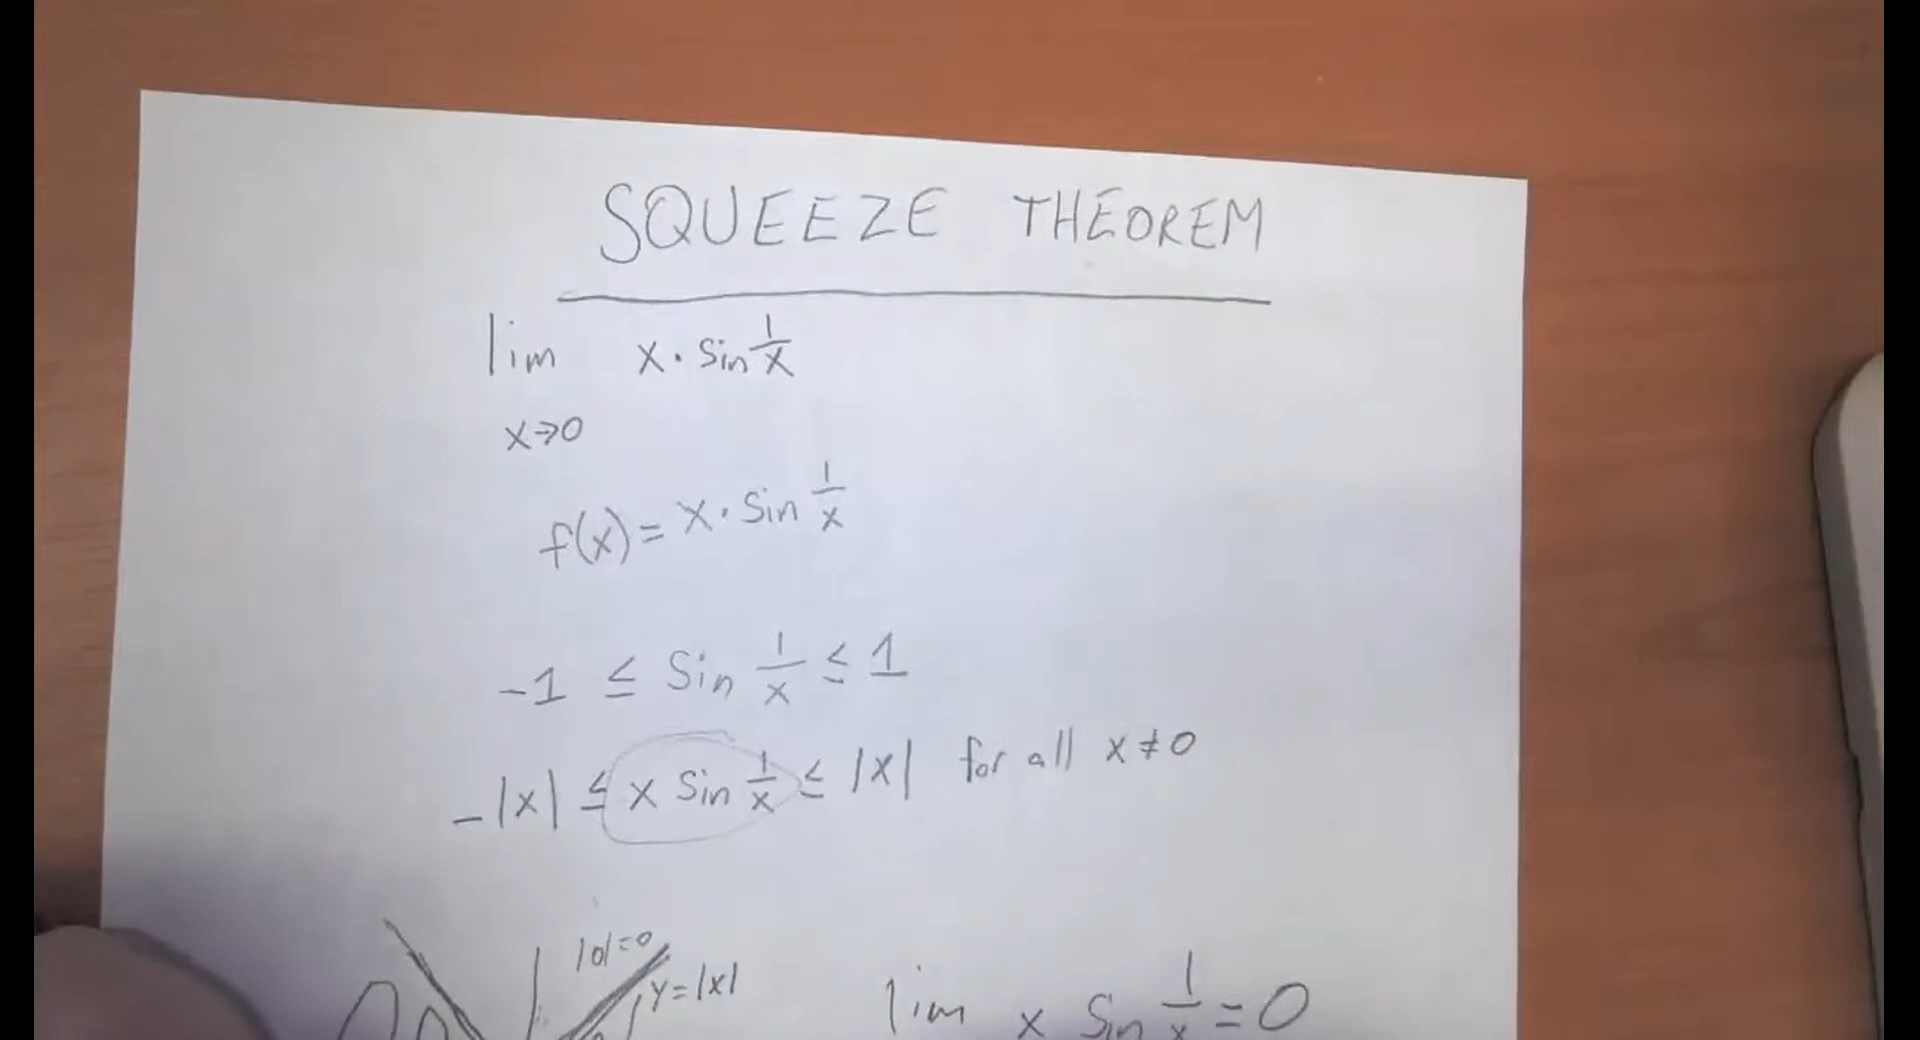 SQUEEZE THEOREM
lim x · sin 1/x
x→0
f(x) = x · sin 1/x
-1 ≤ Sin 1/x ≤ 1
-|x| ≤ x Sin 1/x ≤ |x| for all x≠0
|0|=0
y=|x|
lim x Sin 1/x = 0